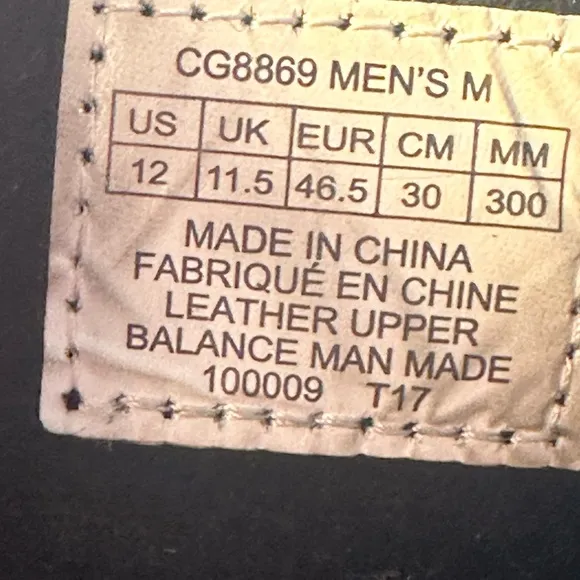 CG8869 MEN'S M
US UK EUR CM MM
12 11.5 46.5 30 300
MADE IN CHINA
FABRIQUÉ EN CHINE
LEATHER UPPER
BALANCE MAN MADE
100009 T17